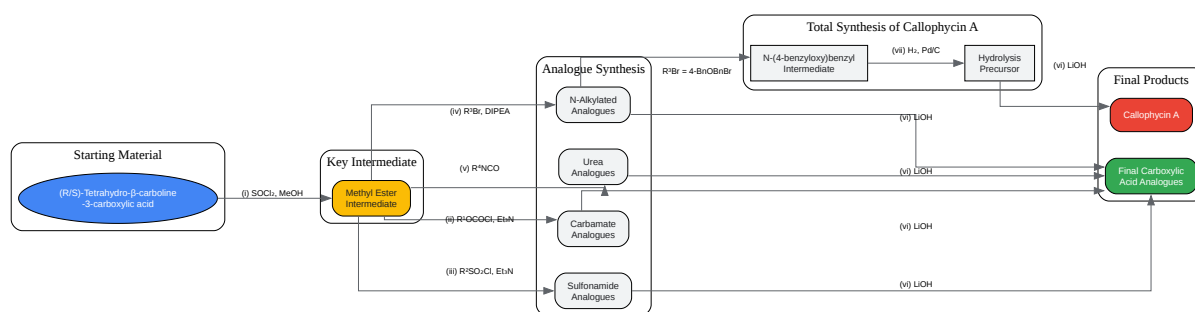 Total Synthesis of Callophycin A
N-(4-benzyloxy)benzyl
Intermediate
(vii) H₂, Pd/C
Hydrolysis
Precursor
R³Br = 4-BnOBnBr
(vi) LiOH
Final Products
Callophycin A
Final Carboxylic
Acid Analogues
Analogue Synthesis
N-Alkylated
Analogues
Urea
Analogues
Carbamate
Analogues
Sulfonamide
Analogues
(vi) LiOH
(vi) LiOH
(vi) LiOH
(vi) LiOH
(iv) R³Br, DIPEA
(v) R⁴NCO
(ii) R¹OCOCl, Et₃N
(iii) R²SO₂Cl, Et₃N
Key Intermediate
Methyl Ester
Intermediate
Starting Material
(R/S)-Tetrahydro-β-carboline
-3-carboxylic acid
(i) SOCl₂, MeOH